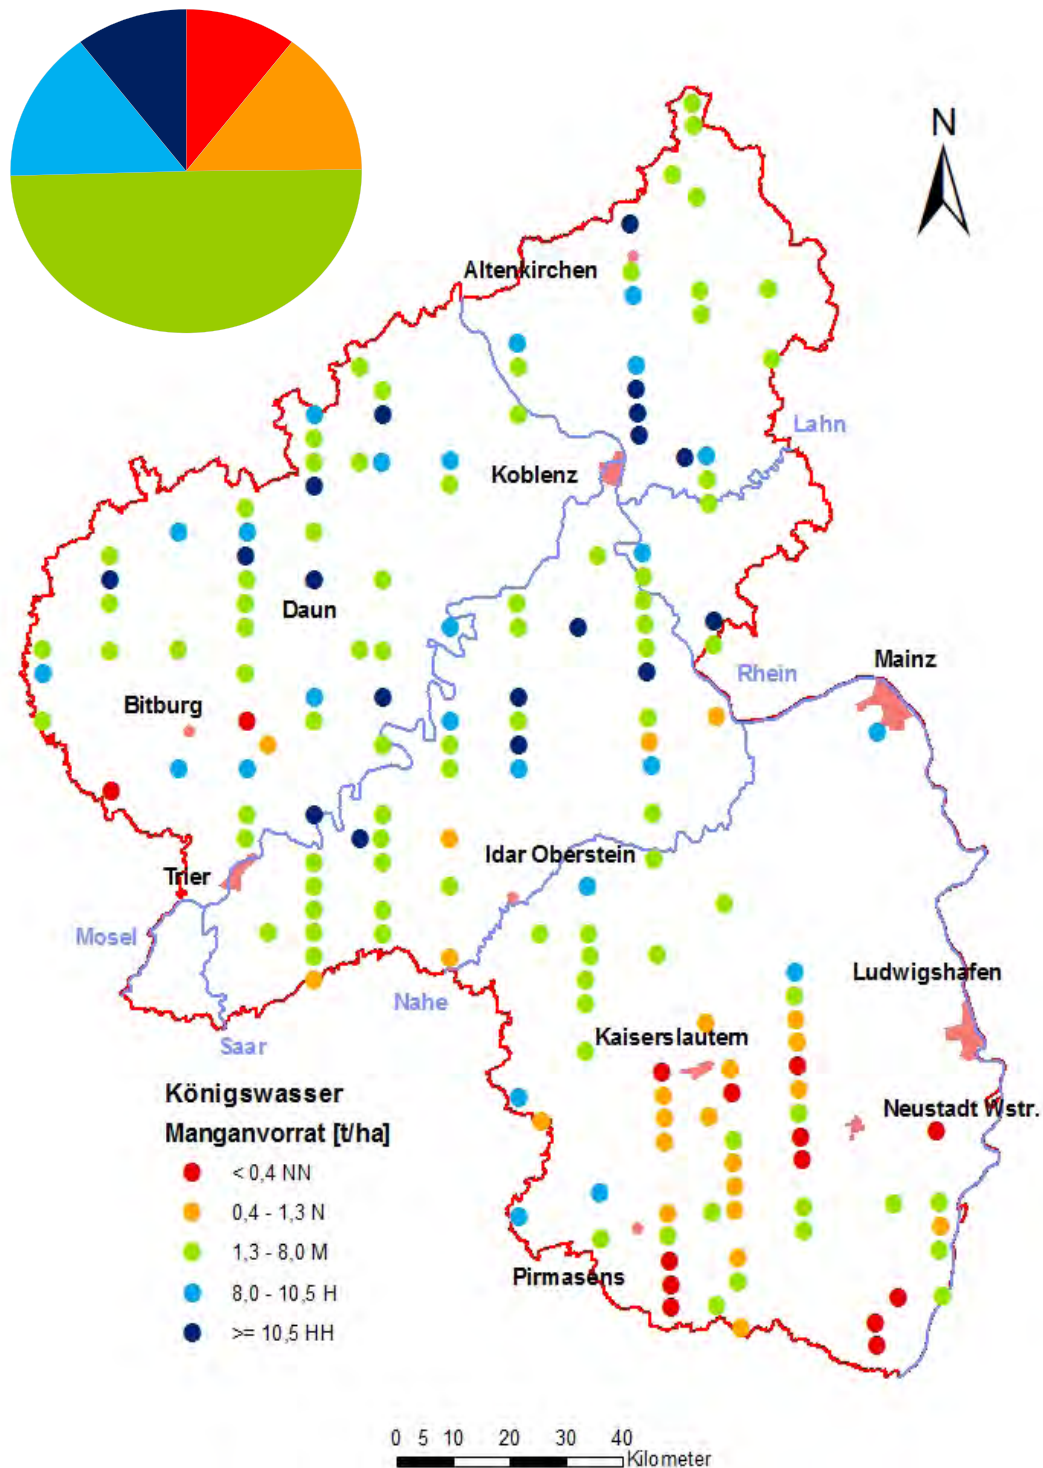 N
Altenkirchen
Lahn
Koblenz
Daun
Rhein
Mainz
Bitburg
Idar Oberstein
Trier
Mosel
Ludwigshafen
Nahe
Kaiserslautern
Saar
Königswasser
Manganvorrat [t/ha]
Neustadt Wstr.
< 0,4 NN
0,4 - 1,3 N
1,3 - 8,0 M
Pirmasens
8,0 - 10,5 H
>= 10,5 HH
0 5 10 20 30 40
Kilometer